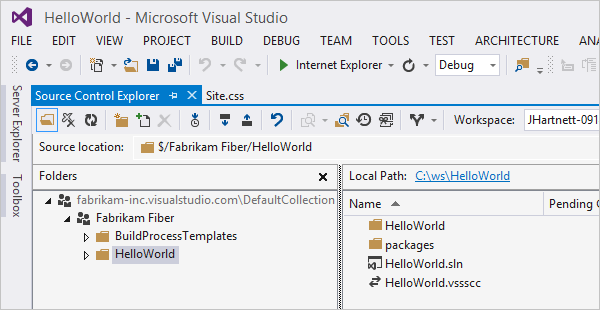 HelloWorld - Microsoft Visual Studio
FILE EDIT VIEW PROJECT BUILD DEBUG TEAM TOOLS TEST ARCHITECTURE
Internet Explorer Debug
Server Explorer
Toolbox
Source Control Explorer Site.css
Workspace: JHartnett-091
Source location: $/Fabrikam Fiber/HelloWorld
Folders
fabrikam-inc.visualstudio.com\DefaultCollection
Fabrikam Fiber
BuildProcessTemplates
HelloWorld
Local Path: C:\ws\HelloWorld
Name Pending
HelloWorld
packages
HelloWorld.sln
HelloWorld.vssscc